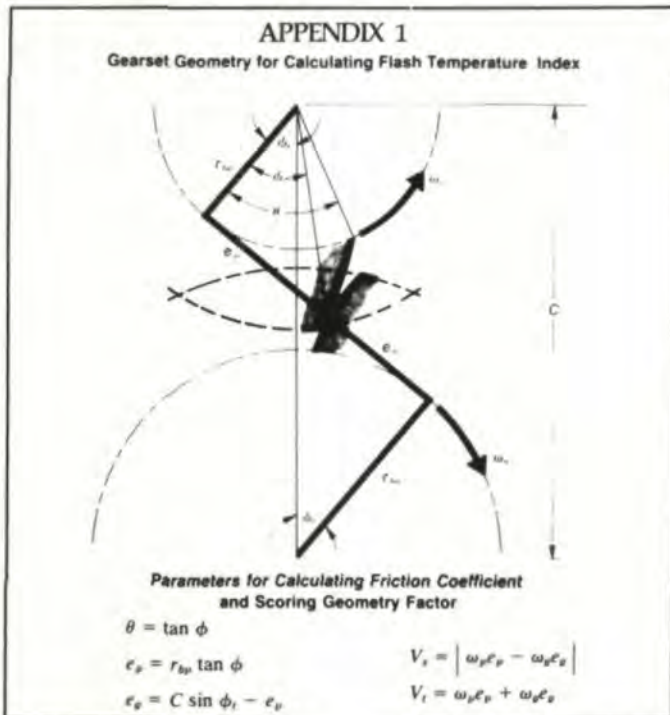 APPENDIX 1
Gearset Geometry for Calculating Flash Temperature Index
C
Parameters for Calculating Friction Coefficient
and Scoring Geometry Factor
θ = tan ϕ
e_p = r_bp tan ϕ
V_s = | ω_p e_p − ω_g e_g |
e_g = C sin ϕ_t − e_p
V_t = ω_p e_p + ω_g e_g